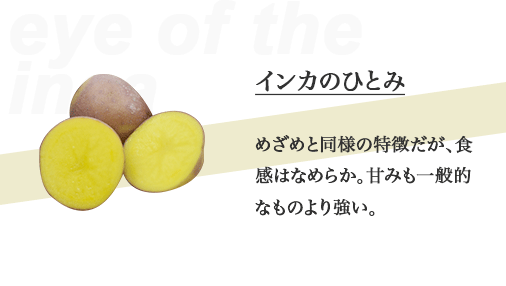 eye of the
inca
インカのひとみ
めざめと同様の特徴だが、食
感はなめらか。甘みも一般的
なものより強い。